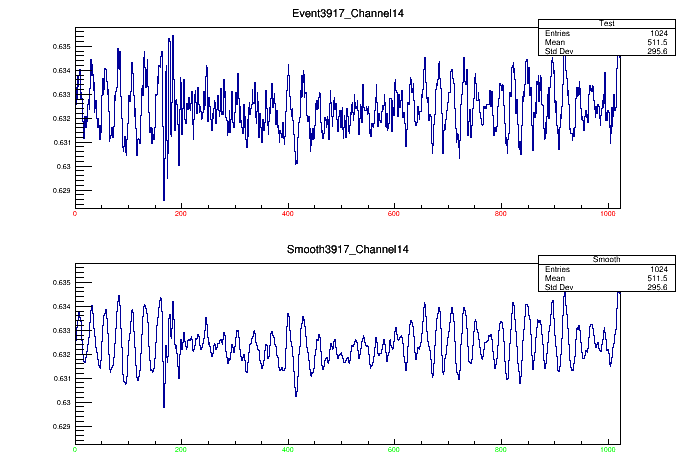 Event3917_Channel14
Test
Entries 1024
Mean 511.5
Std Dev 295.6
0.635
0.634
0.633
0.632
0.631
0.63
0.629
0 200 400 600 800 1000
Smooth3917_Channel14
Smooth
Entries 1024
Mean 511.5
Std Dev 295.6
0.635
0.634
0.633
0.632
0.631
0.63
0.629
0 200 400 600 800 1000